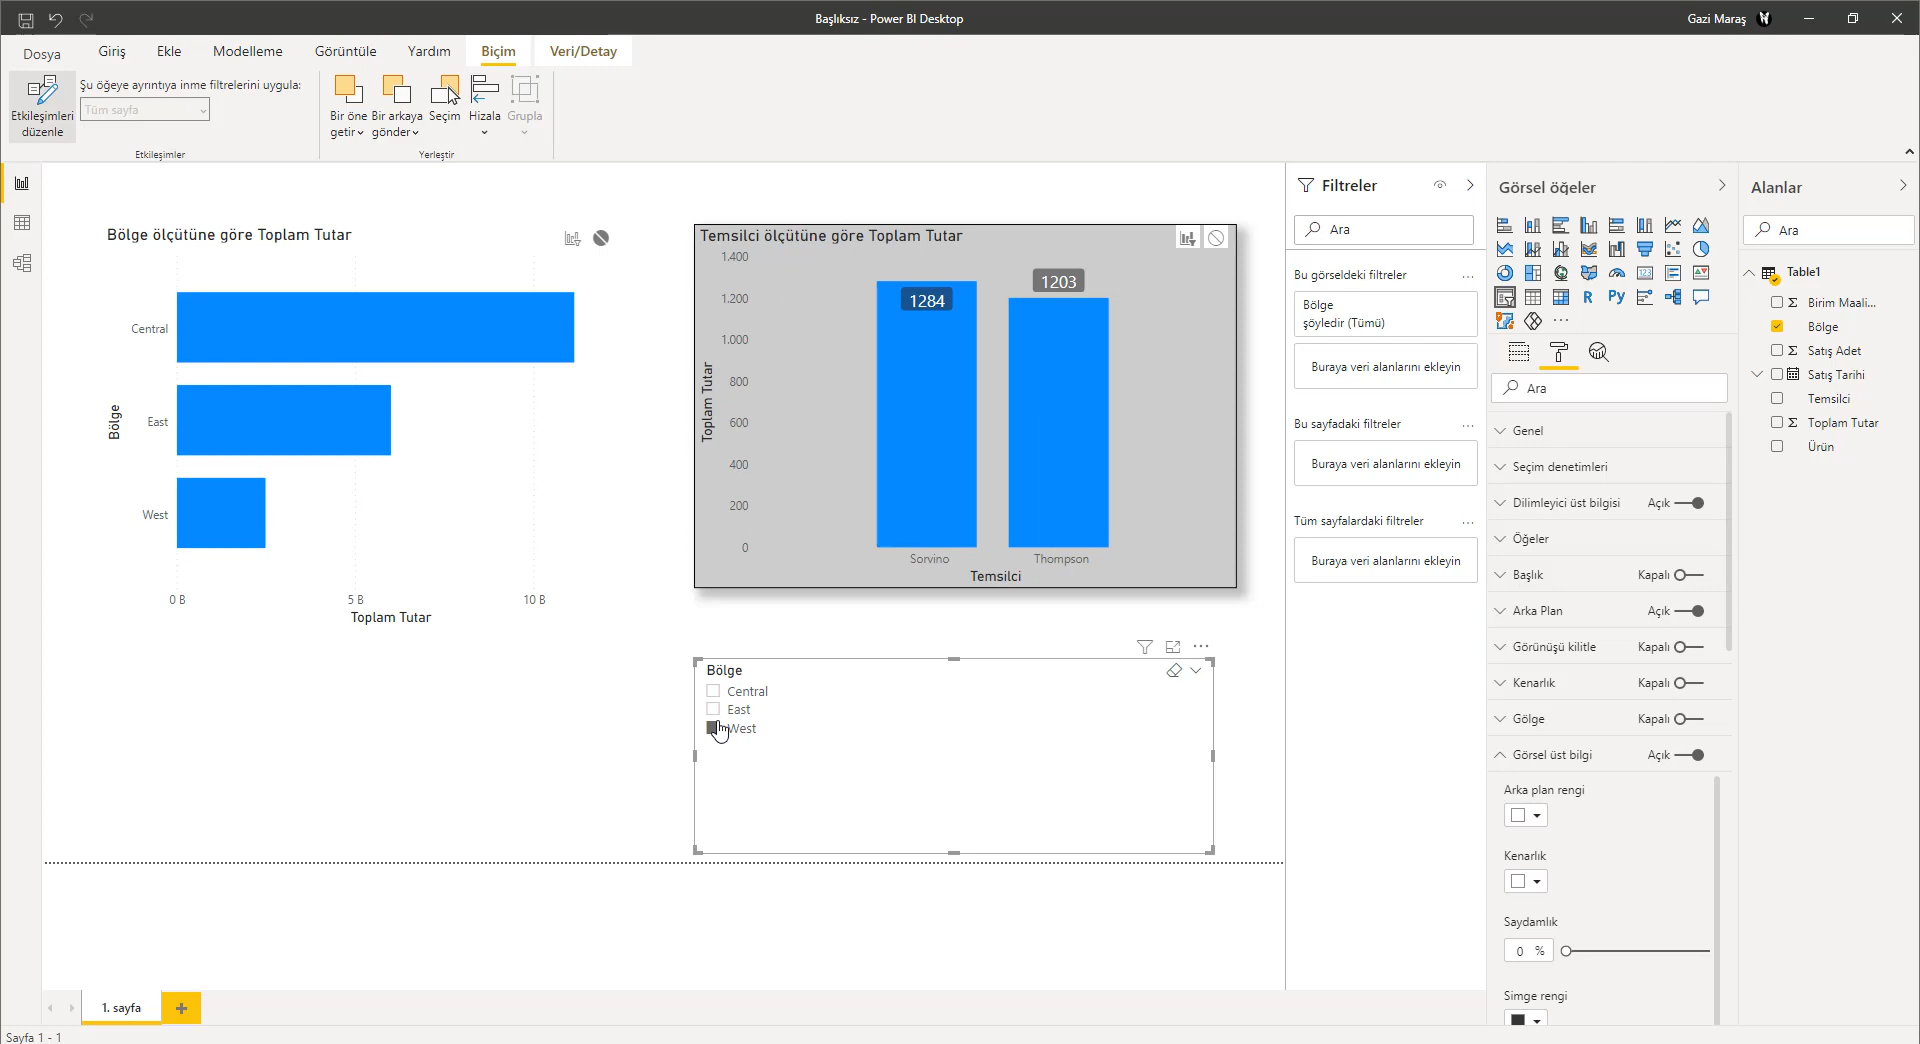 Başlıksız - Power BI Desktop
Gazi Maraş
Dosya
Giriş
Ekle
Modelleme
Görüntüle
Yardım
Biçim
Veri/Detay
Etkileşimleri
düzenle
Şu öğeye ayrıntıya inme filtrelerini uygula:
Tüm sayfa
Etkileşimler
Bir öne
getir
Bir arkaya
gönder
Seçim
Hizala
Grupla
Yerleştir
Bölge ölçütüne göre Toplam Tutar
Bölge
Central
East
West
0 B
5 B
10 B
Toplam Tutar
Temsilci ölçütüne göre Toplam Tutar
Toplam Tutar
1.400
1.200
1.000
800
600
400
200
0
1284
1203
Sorvino
Thompson
Temsilci
Bölge
Central
East
West
Filtreler
Ara
Bu görseldeki filtreler
...
Bölge
şöyledir (Tümü)
Buraya veri alanlarını ekleyin
Bu sayfadaki filtreler
...
Buraya veri alanlarını ekleyin
Tüm sayfalardaki filtreler
...
Buraya veri alanlarını ekleyin
Görsel öğeler
123
R
Py
...
Ara
Genel
Seçim denetimleri
Dilimleyici üst bilgisi Açık
Öğeler
Başlık Kapalı
Arka Plan Açık
Görünüşü kilitle Kapalı
Kenarlık Kapalı
Gölge Kapalı
Görsel üst bilgi Açık
Arka plan rengi
Kenarlık
Saydamlık
0 %
Simge rengi
Alanlar
Ara
Table1
Σ Birim Maali...
Bölge
Σ Satış Adet
Satış Tarihi
Temsilci
Σ Toplam Tutar
Ürün
1. sayfa
+
Sayfa 1 - 1